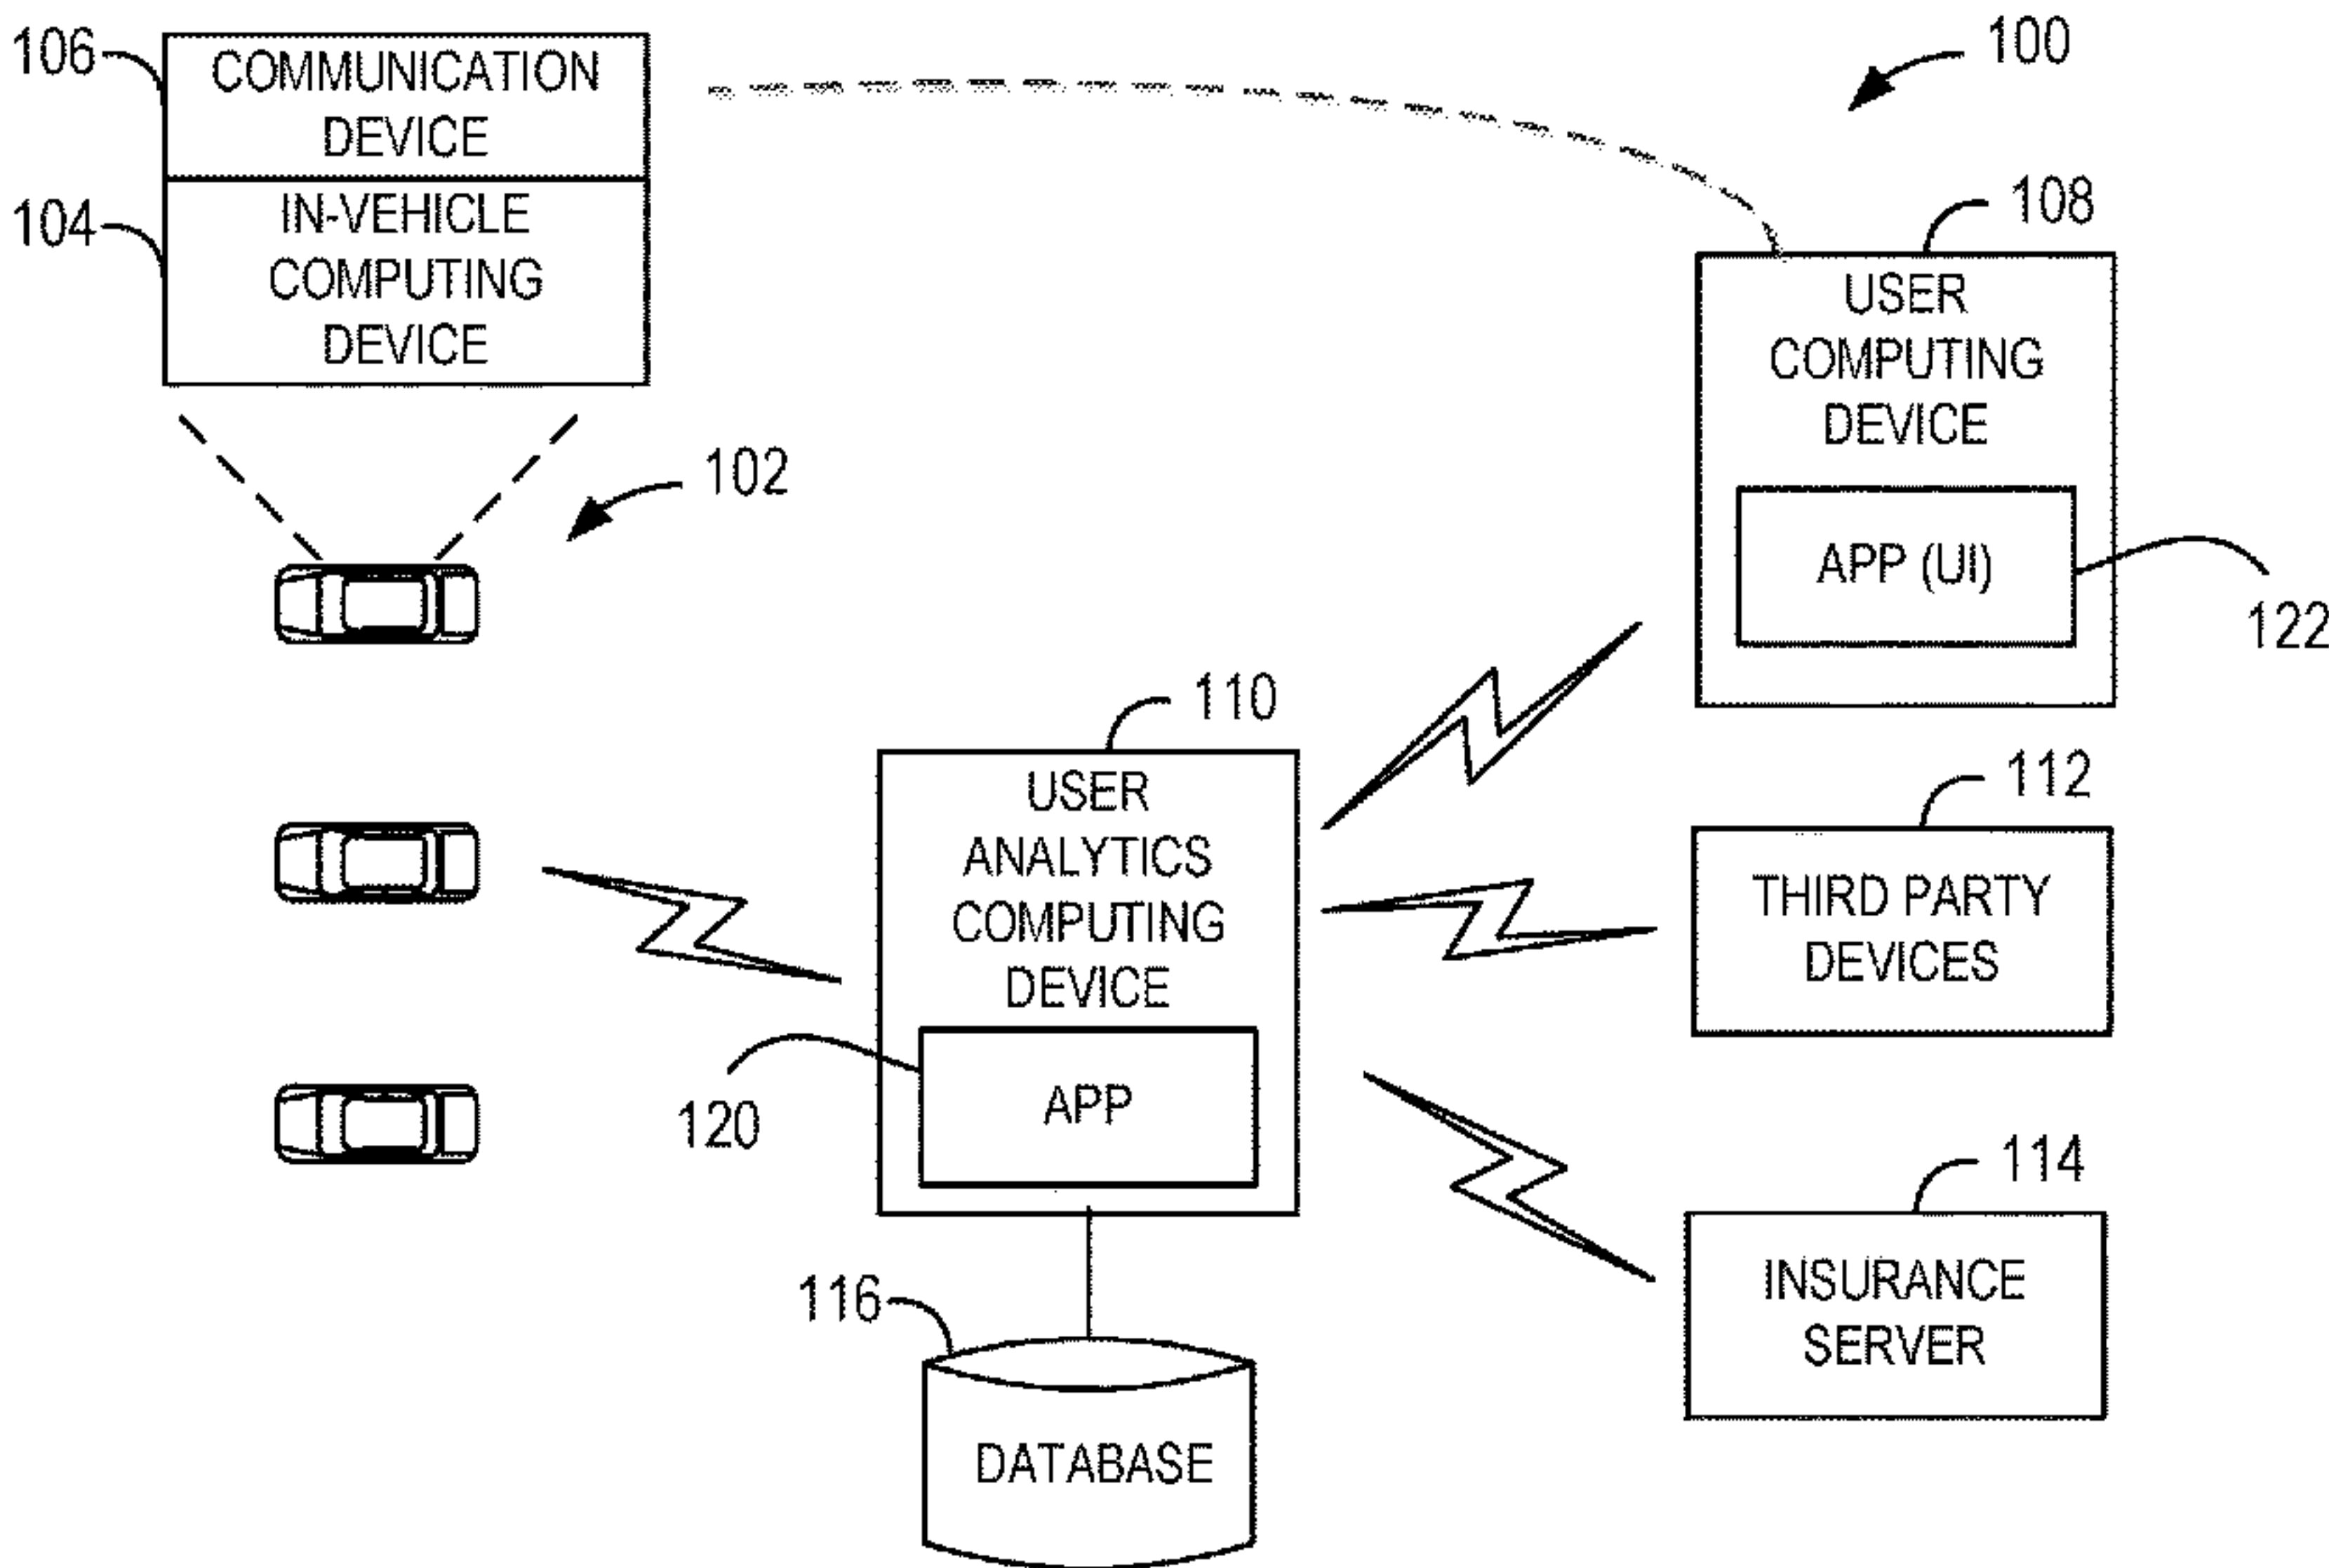 106
COMMUNICATION
DEVICE
104
IN-VEHICLE
COMPUTING
DEVICE
100
108
USER
COMPUTING
DEVICE
APP (UI)
122
102
110
USER
ANALYTICS
COMPUTING
DEVICE
APP
120
112
THIRD PARTY
DEVICES
114
INSURANCE
SERVER
116
DATABASE